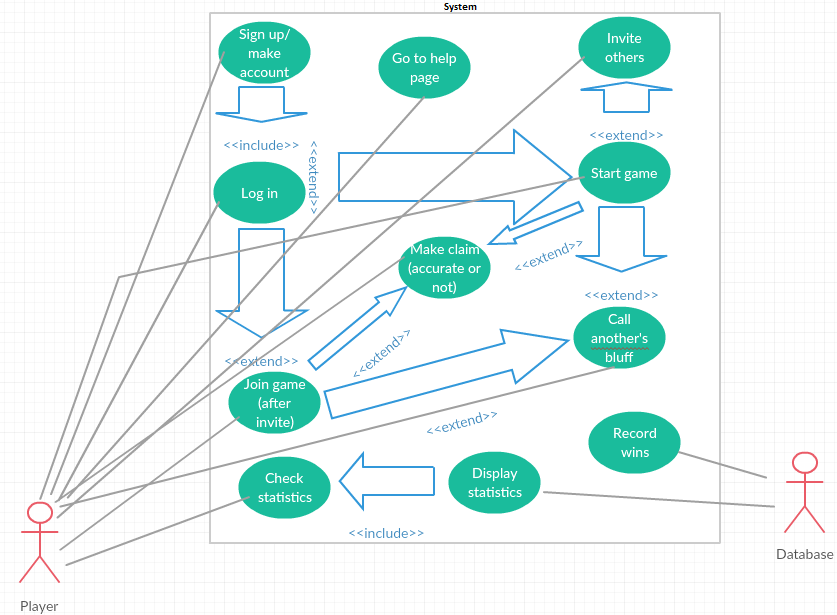 System
Sign up/
make
account
Go to help
page
Invite
others
<<include>>
<<extend>>
<<extend>>
Log in
Start game
Make claim
(accurate or
not)
<<extend>>
<<extend>>
Call
another's
bluff
<<extend>>
<<extend>>
Join game
(after
invite)
<<extend>>
Record
wins
Check
statistics
Display
statistics
<<include>>
Player
Database